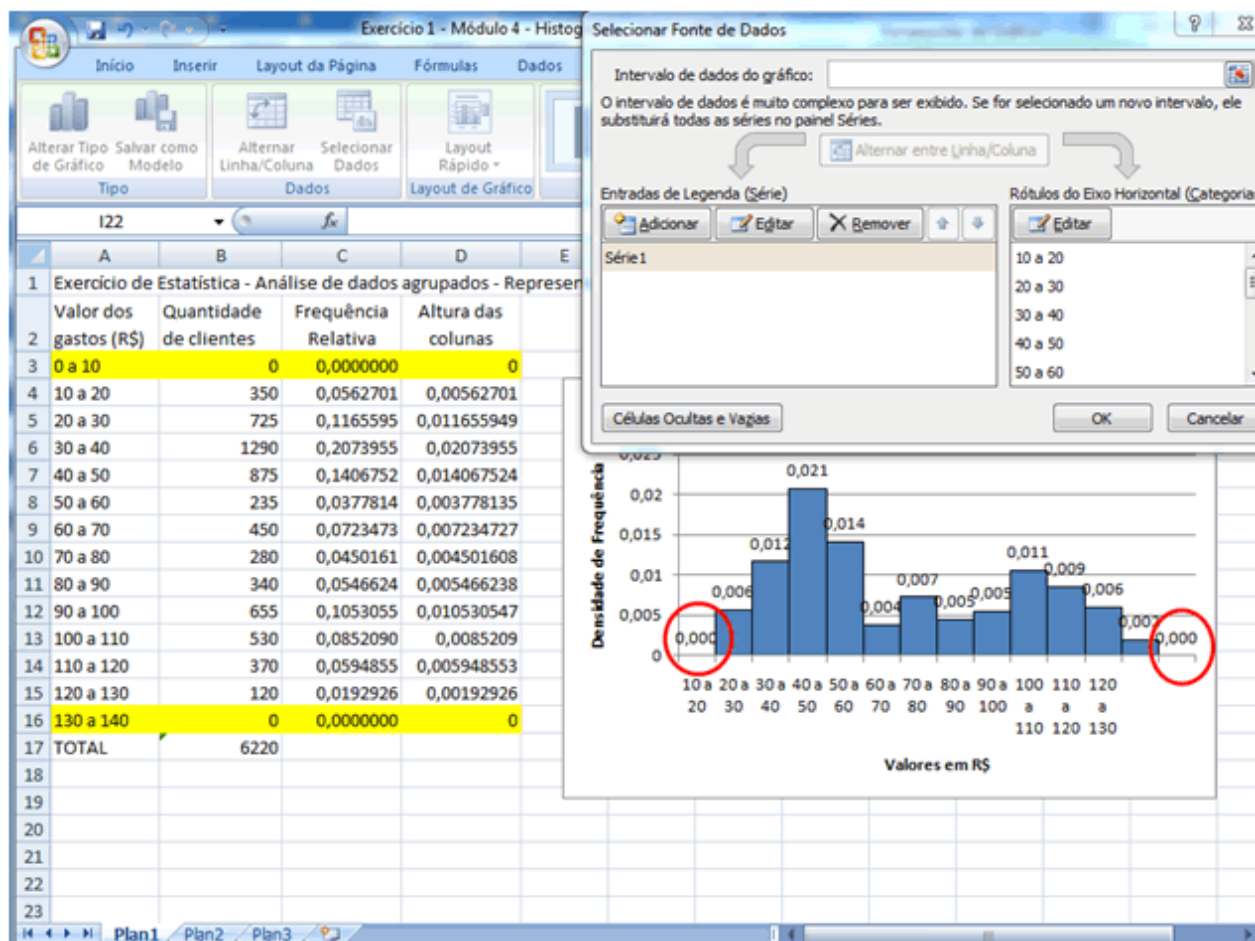 Exercício 1 - Módulo 4 - Histog
Início Inserir Layout da Página Fórmulas Dados
Alterar Tipo de Gráfico
Salvar como Modelo
Alternar Linha/Coluna
Selecionar Dados
Layout Rápido
Tipo
Dados
Layout de Gráfico
Selecionar Fonte de Dados
Intervalo de dados do gráfico:
O intervalo de dados é muito complexo para ser exibido. Se for selecionado um novo intervalo, ele
substituirá todas as séries no painel Séries.
Alternar entre Linha/Coluna
Entradas de Legenda (Série)
Adicionar Editar Remover
Série1
Rótulos do Eixo Horizontal (Categorias
Editar
10 a 20
20 a 30
30 a 40
40 a 50
50 a 60
Células Ocultas e Vazias
OK Cancelar
I22 fx
A B C D E
1 Exercício de Estatística - Análise de dados agrupados - Represen
Valor dos Quantidade Frequência Altura das
2 gastos (R$) de clientes Relativa colunas
3 0 a 10 0 0,0000000 0
4 10 a 20 350 0,0562701 0,00562701
5 20 a 30 725 0,1165595 0,011655949
6 30 a 40 1290 0,2073955 0,02073955
7 40 a 50 875 0,1406752 0,014067524
8 50 a 60 235 0,0377814 0,003778135
9 60 a 70 450 0,0723473 0,007234727
10 70 a 80 280 0,0450161 0,004501608
11 80 a 90 340 0,0546624 0,005466238
12 90 a 100 655 0,1053055 0,010530547
13 100 a 110 530 0,0852090 0,0085209
14 110 a 120 370 0,0594855 0,005948553
15 120 a 130 120 0,0192926 0,00192926
16 130 a 140 0 0,0000000 0
17 TOTAL 6220
18
19
20
21
22
23
Densidade de Frequência
0,025
0,02
0,015
0,01
0,005
0
0,000 0,006 0,012 0,021 0,014 0,004 0,007 0,005 0,005 0,011 0,009 0,006 0,002 0,000
10 a 20 a 30 a 40 a 50 a 60 a 70 a 80 a 90 a 100 110 120
20 30 40 50 60 70 80 90 100 a a a
110 120 130
Valores em R$
Plan1 Plan2 Plan3